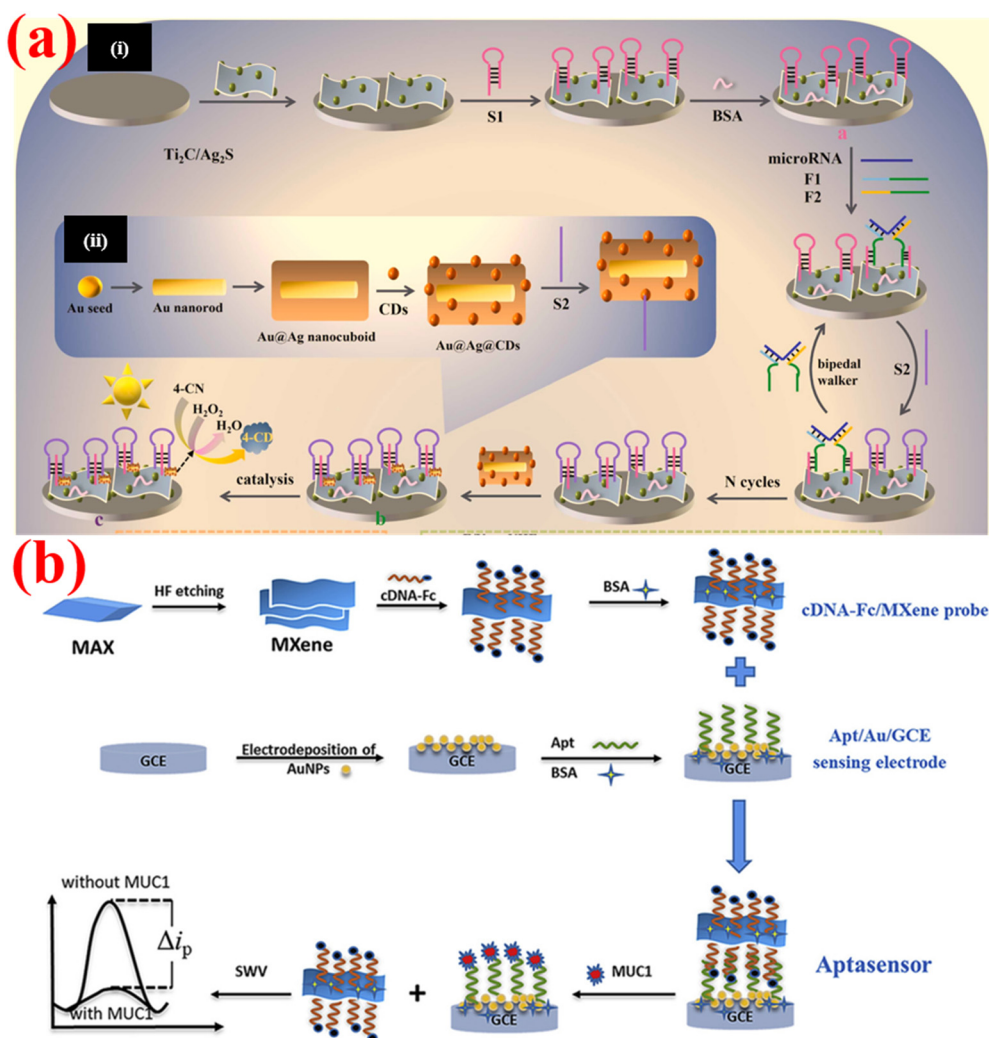 (a)
(i)
Ti₂C/Ag₂S
S1
BSA
a
microRNA
F1
F2
(ii)
Au seed
Au nanorod
Au@Ag nanocuboid
CDs
Au@Ag@CDs
S2
bipedal
walker
S2
4-CN
H₂O₂
H₂O
4-CD
c
catalysis
b
N cycles
(b)
MAX
HF etching
MXene
cDNA-Fc
BSA
cDNA-Fc/MXene probe
GCE
Electrodeposition of
AuNPs
GCE
Apt
BSA
GCE
Apt/Au/GCE
sensing electrode
without MUC1
Δiₚ
with MUC1
SWV
GCE
MUC1
GCE
Aptasensor